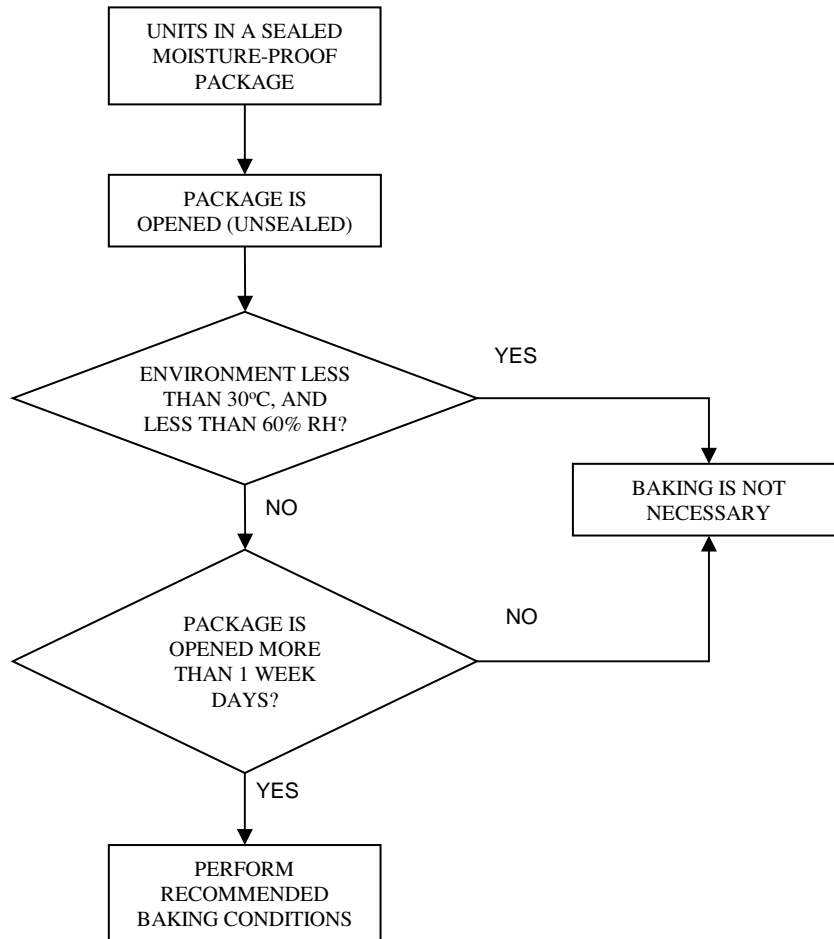 UNITS IN A SEALED
MOISTURE-PROOF
PACKAGE
PACKAGE IS
OPENED (UNSEALED)
ENVIRONMENT LESS
THAN 30°C, AND
LESS THAN 60% RH?
YES
BAKING IS NOT
NECESSARY
NO
PACKAGE IS
OPENED MORE
THAN 1 WEEK
DAYS?
NO
YES
PERFORM
RECOMMENDED
BAKING CONDITIONS